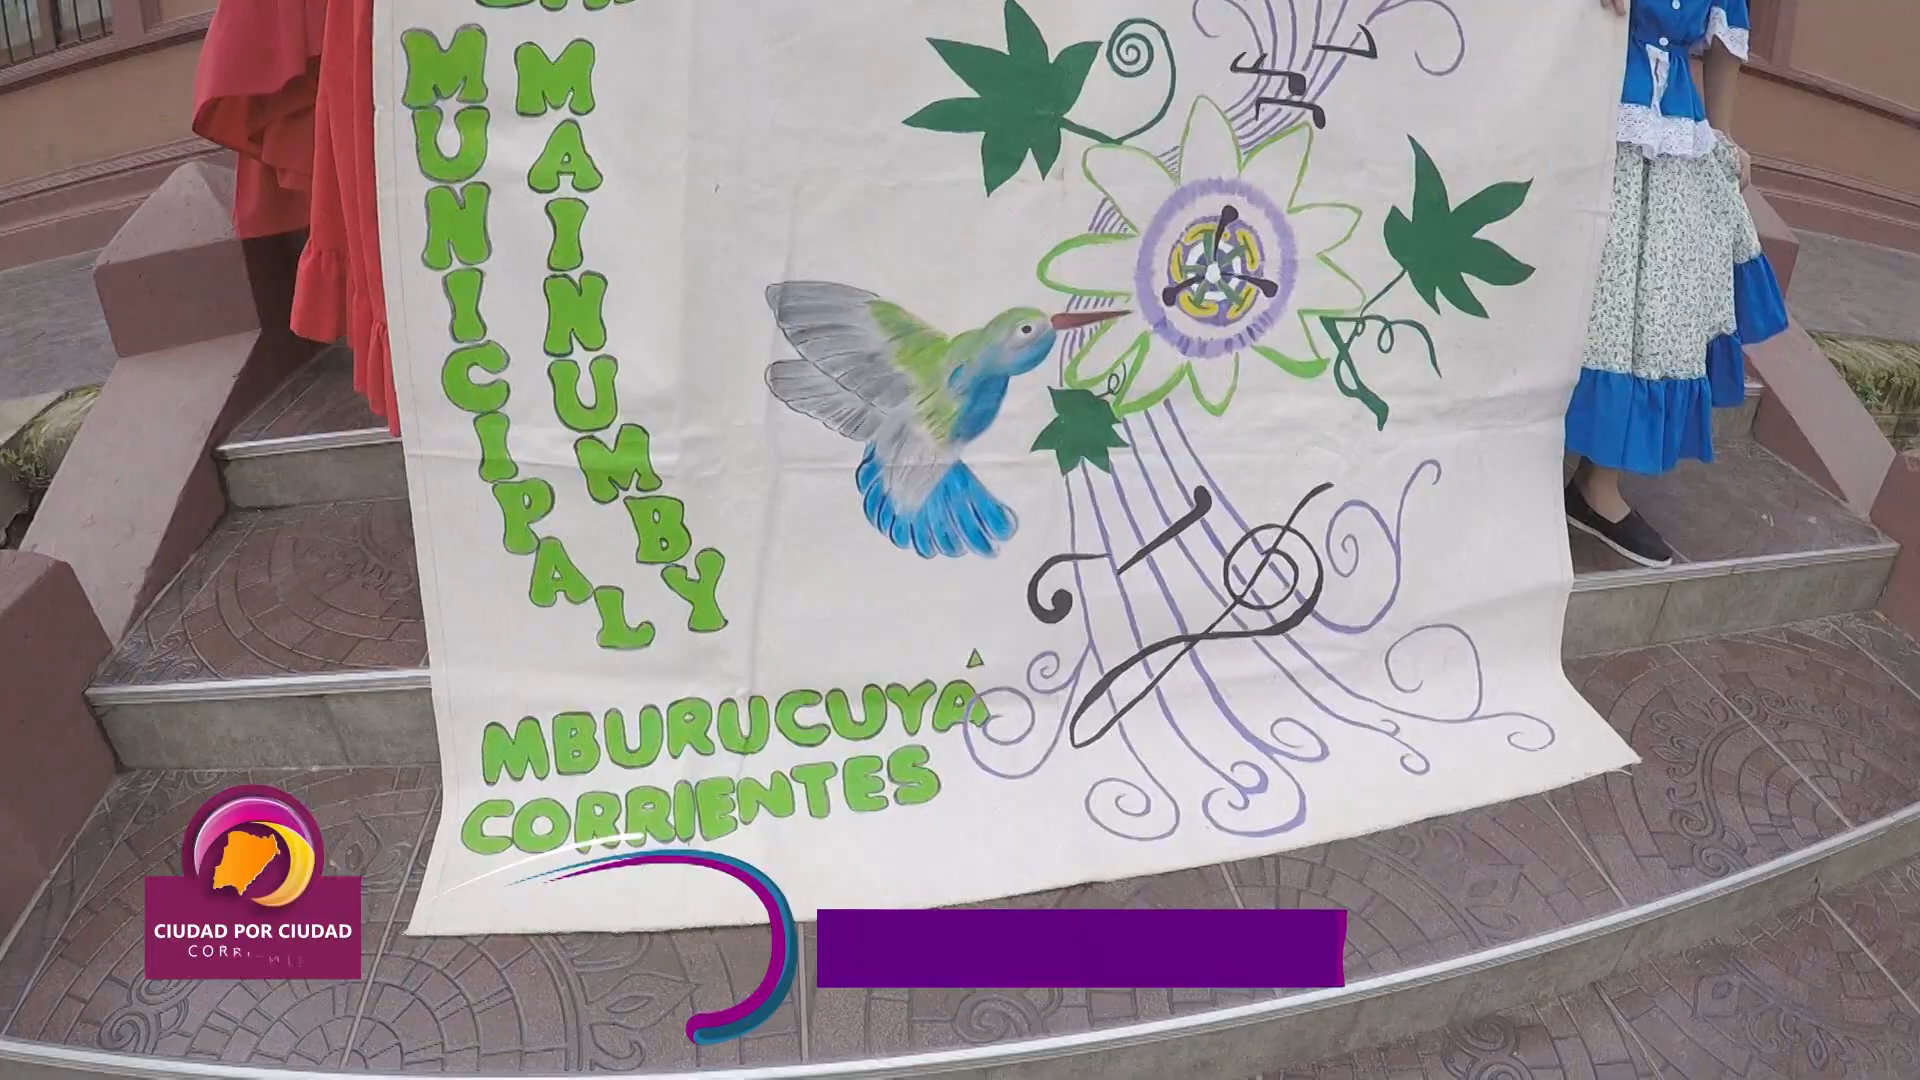 MUNICIPAL
MAINUMBY
MBURUCUYÁ
CORRIENTES
CIUDAD POR CIUDAD